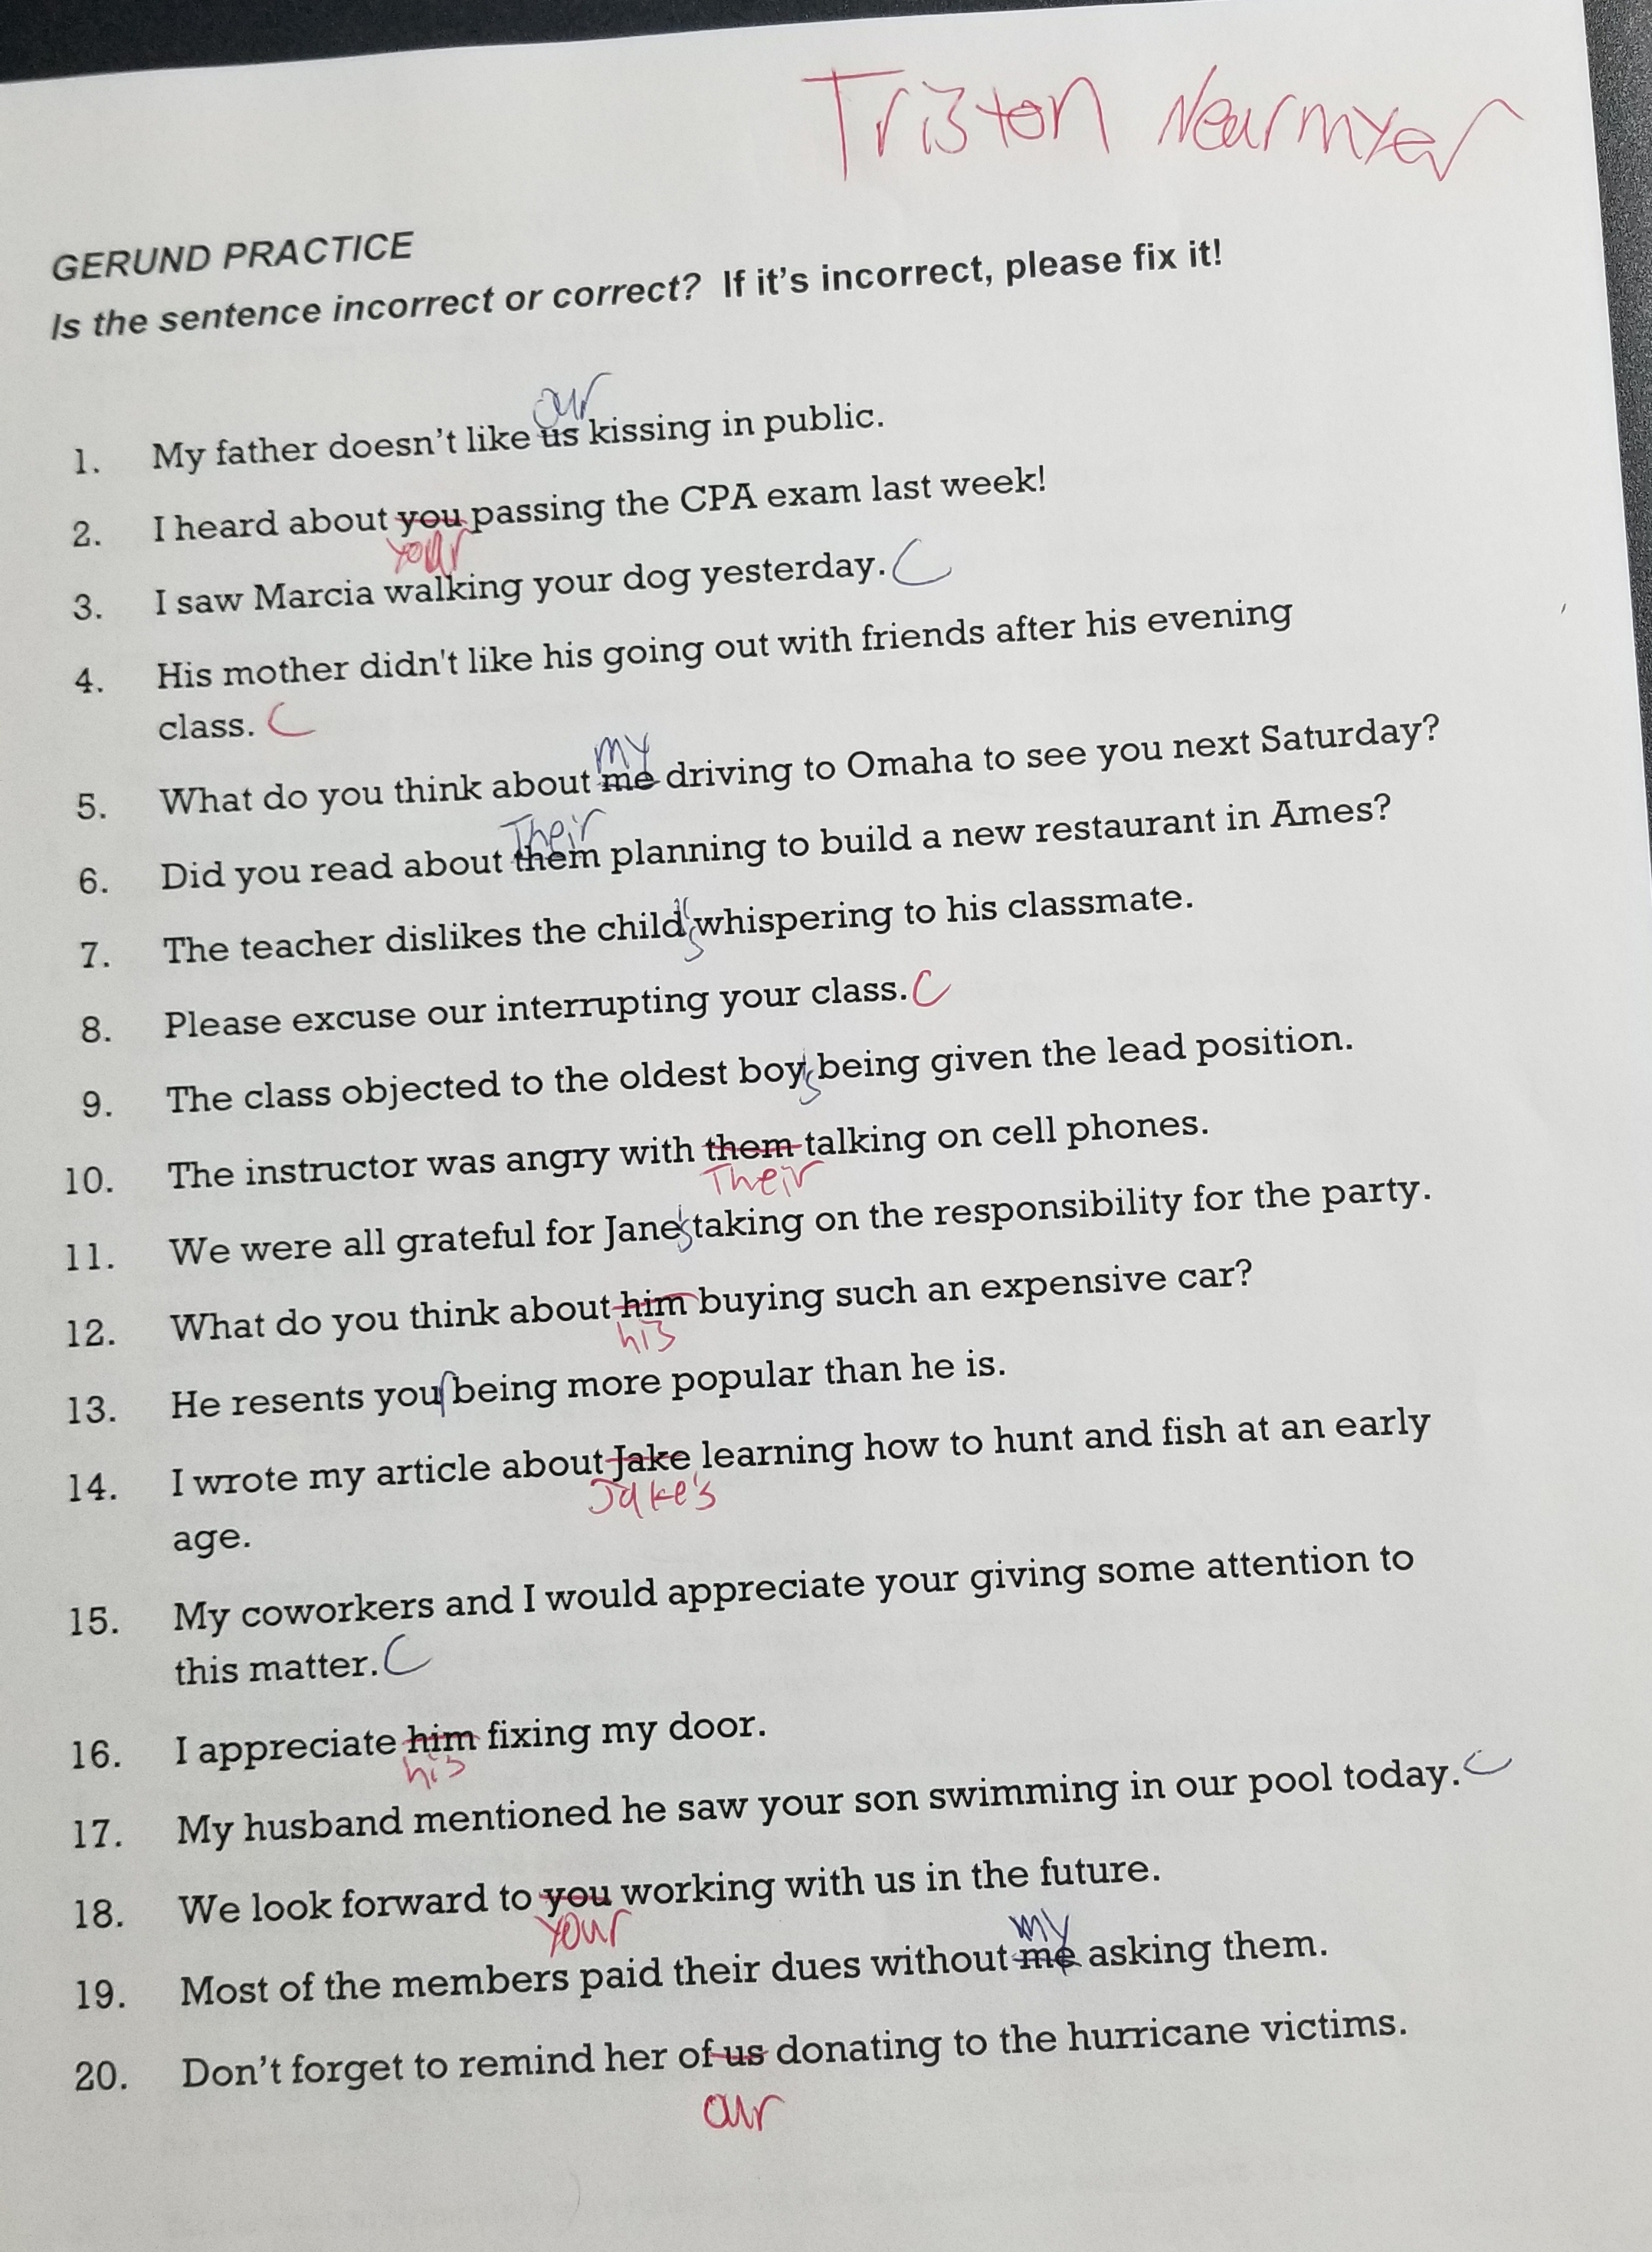 Triston Nearmyer
GERUND PRACTICE
Is the sentence incorrect or correct? If it's incorrect, please fix it!
our
1. My father doesn't like us kissing in public.
2. I heard about you passing the CPA exam last week!
your
3. I saw Marcia walking your dog yesterday. C
4. His mother didn't like his going out with friends after his evening
class. C
my
5. What do you think about me driving to Omaha to see you next Saturday?
Their
6. Did you read about them planning to build a new restaurant in Ames?
7. The teacher dislikes the child's whispering to his classmate.
8. Please excuse our interrupting your class. C
9. The class objected to the oldest boy's being given the lead position.
10. The instructor was angry with them talking on cell phones.
Their
11. We were all grateful for Jane's taking on the responsibility for the party.
12. What do you think about him buying such an expensive car?
his
13. He resents your being more popular than he is.
14. I wrote my article about Jake learning how to hunt and fish at an early
Jake's
age.
15. My coworkers and I would appreciate your giving some attention to
this matter. C
16. I appreciate him fixing my door.
his
17. My husband mentioned he saw your son swimming in our pool today. C
18. We look forward to you working with us in the future.
your
my
19. Most of the members paid their dues without me asking them.
20. Don't forget to remind her of us donating to the hurricane victims.
our